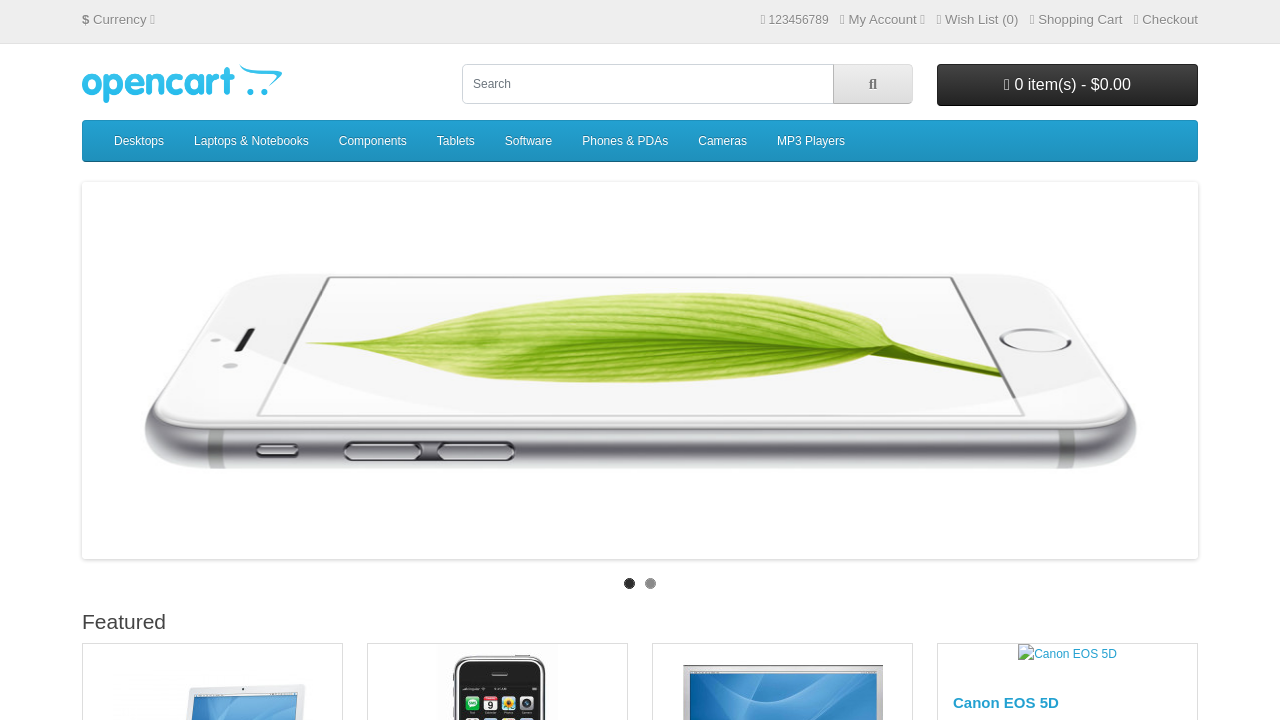 $ Currency
123456789 My Account Wish List (0) Shopping Cart Checkout
opencart
Search
0 item(s) - $0.00
Desktops Laptops & Notebooks Components Tablets Software Phones & PDAs Cameras MP3 Players
Featured
Canon EOS 5D
Canon EOS 5D